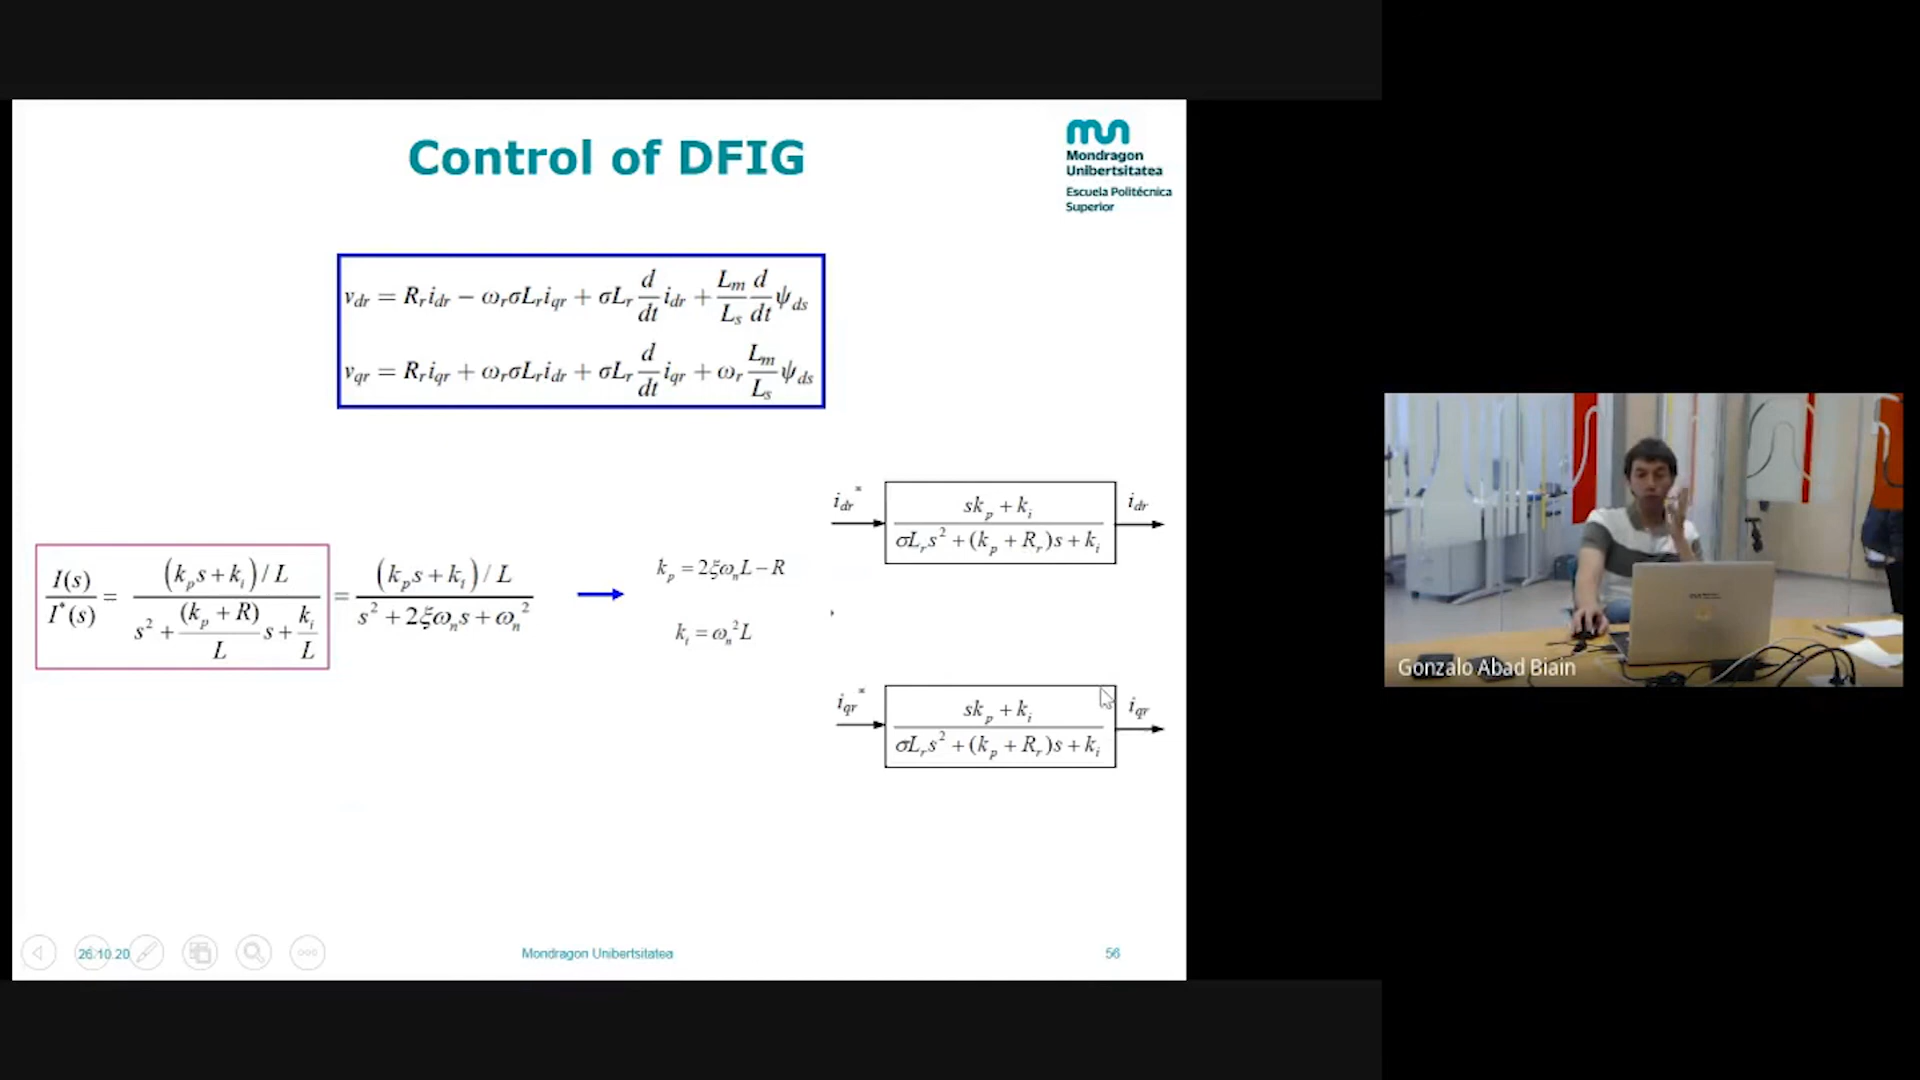 Control of DFIG
mun
Mondragon
Unibertsitatea
Escuela Politécnica
Superior
v_dr = R_r i_dr − ω_r σL_r i_qr + σL_r d/dt i_dr + L_m/L_s d/dt ψ_ds
v_qr = R_r i_qr + ω_r σL_r i_dr + σL_r d/dt i_qr + ω_r L_m/L_s ψ_ds
I(s)/I*(s) = ((k_p s + k_i)/L)/(s² + (k_p + R)/L s + k_i/L) = ((k_p s + k_i)/L)/(s² + 2ξω_n s + ω_n²)
k_p = 2ξω_n L − R
k_i = ω_n² L
i_dr* (sk_p + k_i)/(σL_r s² + (k_p + R_r)s + k_i) i_dr
i_qr* (sk_p + k_i)/(σL_r s² + (k_p + R_r)s + k_i) i_qr
26.10.20
Mondragon Unibertsitatea
56
Gonzalo Abad Biain